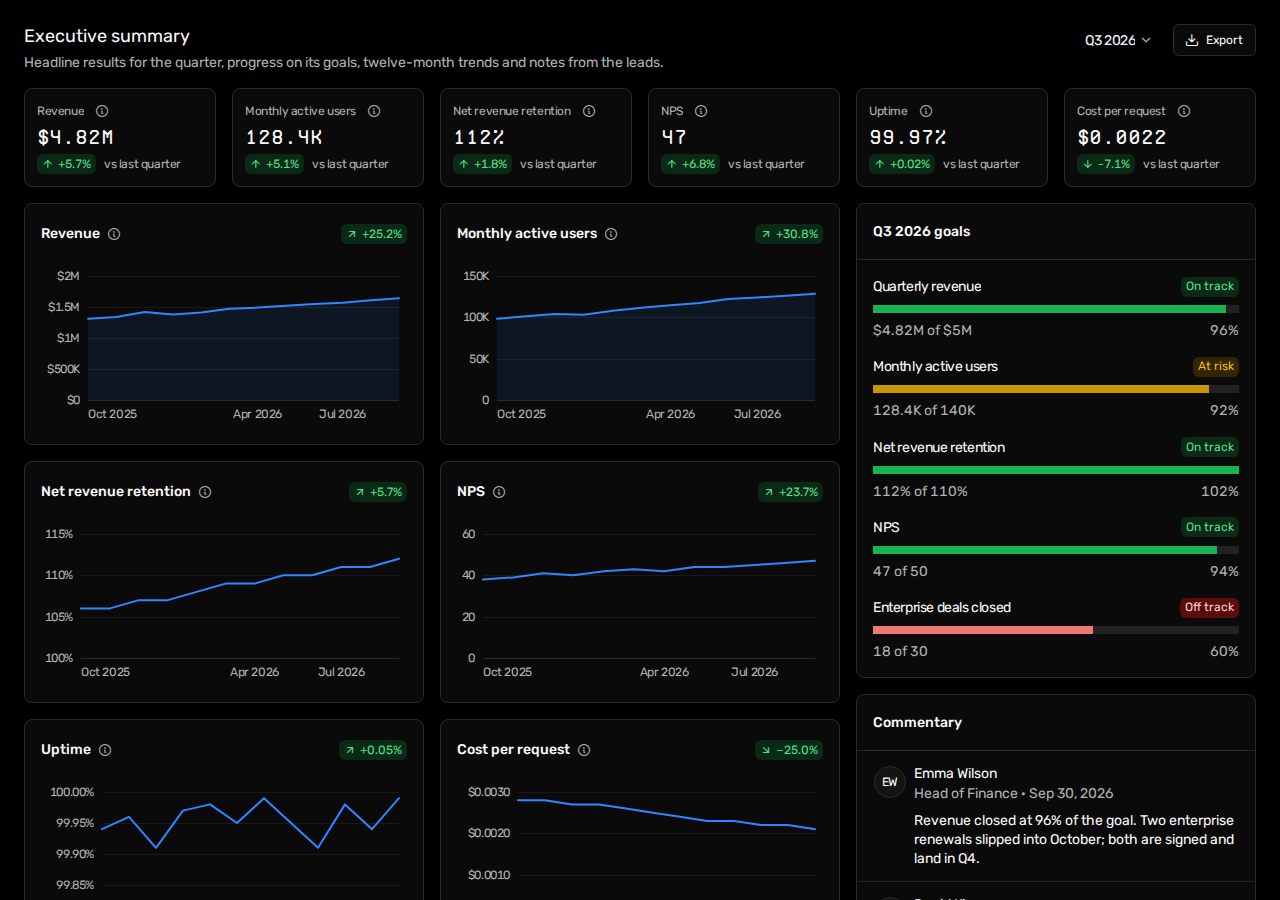 Executive summary
Headline results for the quarter, progress on its goals, twelve-month trends and notes from the leads.
Q3 2026
Export
Revenue
$4.82M
+5.7% vs last quarter
Monthly active users
128.4K
+5.1% vs last quarter
Net revenue retention
112%
+1.8% vs last quarter
NPS
47
+6.8% vs last quarter
Uptime
99.97%
+0.02% vs last quarter
Cost per request
$0.0022
-7.1% vs last quarter
Revenue
+25.2%
$2M
$1.5M
$1M
$500K
$0
Oct 2025 Apr 2026 Jul 2026
Monthly active users
+30.8%
150K
100K
50K
0
Oct 2025 Apr 2026 Jul 2026
Net revenue retention
+5.7%
115%
110%
105%
100%
Oct 2025 Apr 2026 Jul 2026
NPS
+23.7%
60
40
20
0
Oct 2025 Apr 2026 Jul 2026
Uptime
+0.05%
100.00%
99.95%
99.90%
99.85%
Cost per request
−25.0%
$0.0030
$0.0020
$0.0010
Q3 2026 goals
Quarterly revenue
On track
$4.82M of $5M
96%
Monthly active users
At risk
128.4K of 140K
92%
Net revenue retention
On track
112% of 110%
102%
NPS
On track
47 of 50
94%
Enterprise deals closed
Off track
18 of 30
60%
Commentary
EW
Emma Wilson
Head of Finance • Sep 30, 2026
Revenue closed at 96% of the goal. Two enterprise
renewals slipped into October; both are signed and
land in Q4.